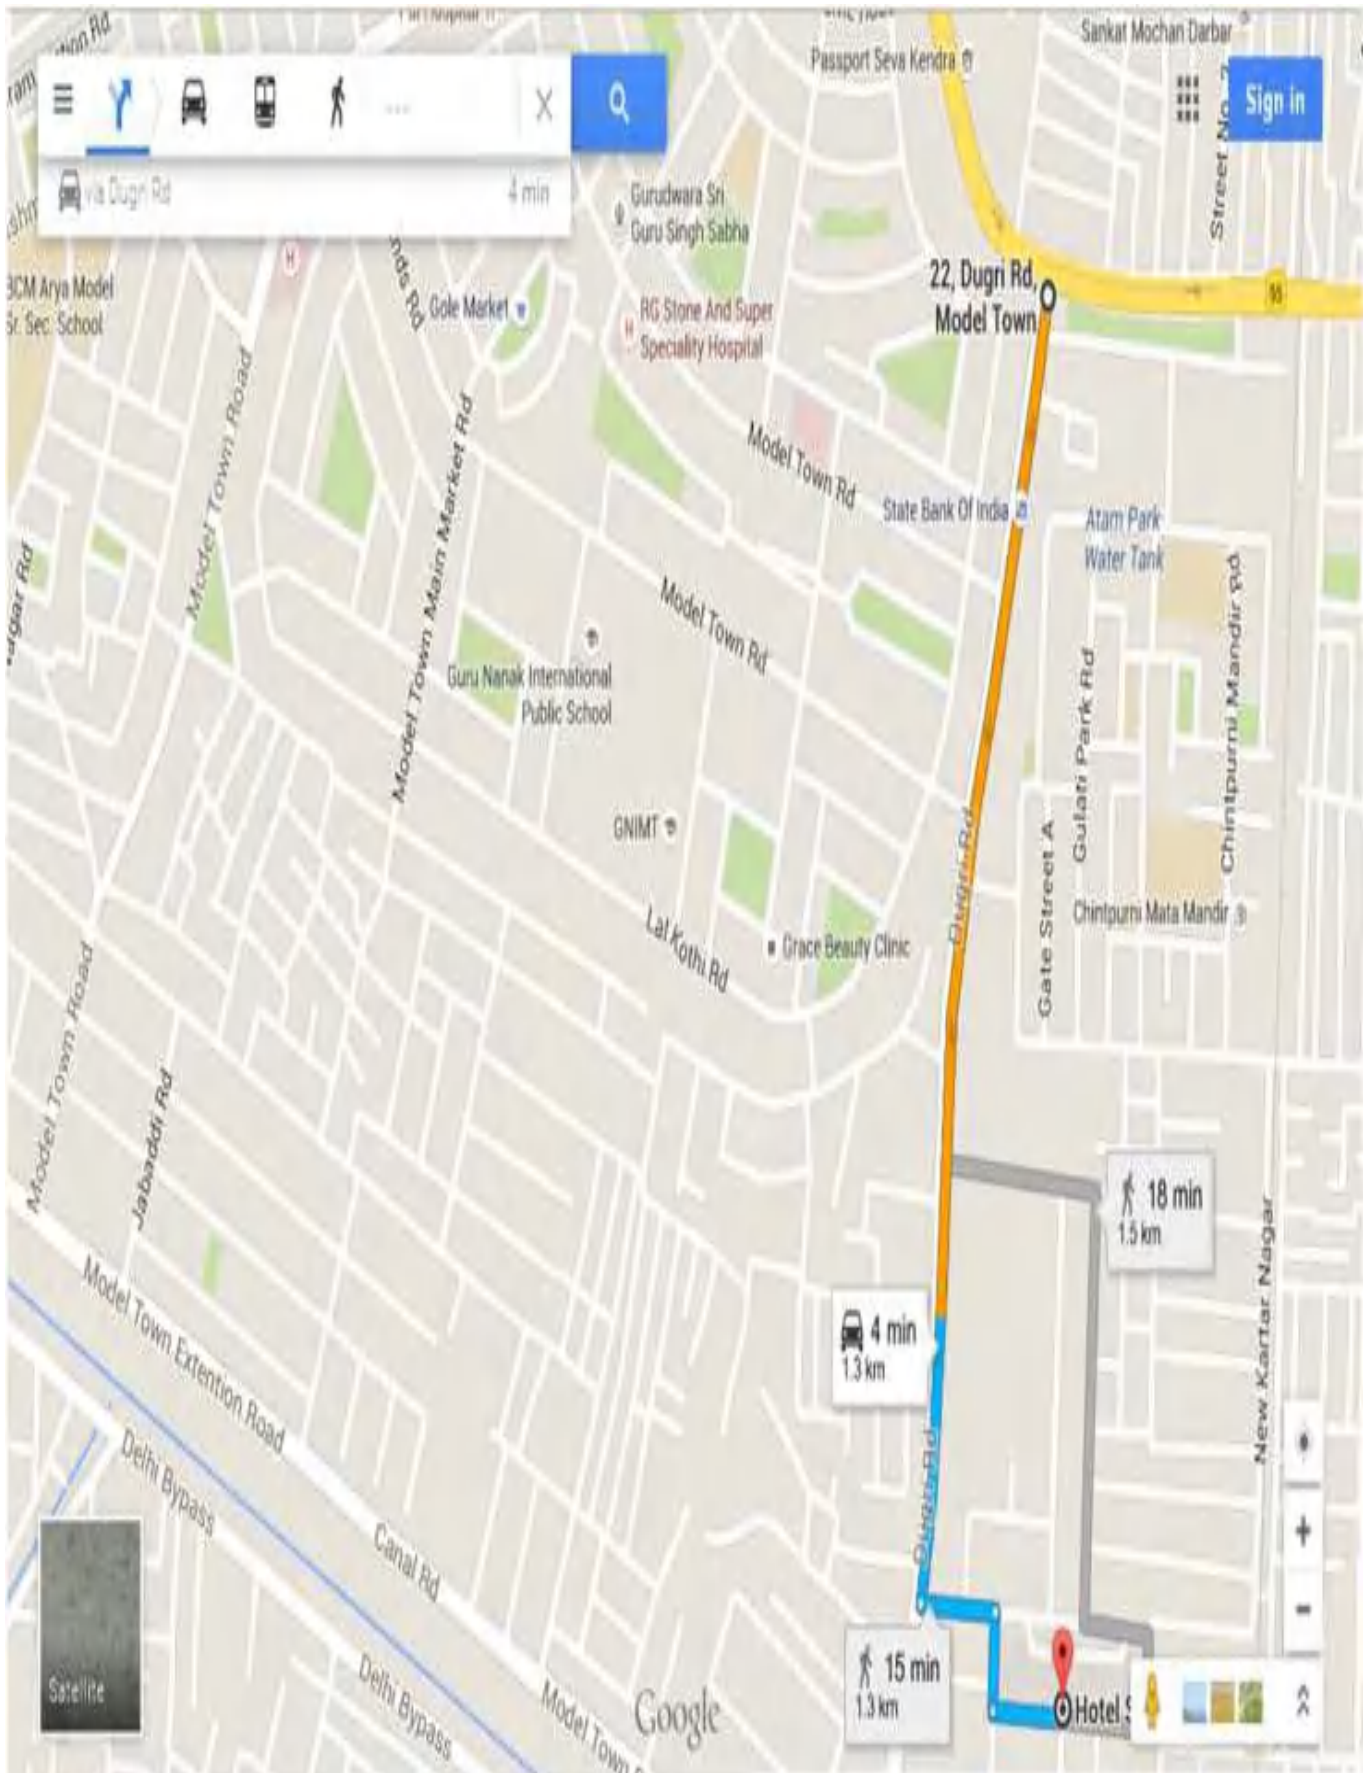 Sankat Mochan Darbar
Passport Seva Kendra
Sign in
Street No. 7
via Dugri Rd
4 min
Gurudwara Sri
Guru Singh Sabha
BCM Arya Model
Sr. Sec. School
Gole Market
RG Stone And Super
Speciality Hospital
22, Dugri Rd,
Model Town
Model Town Road
Model Town Main Market Rd
Model Town Rd
State Bank Of India
Atam Park
Water Tank
Model Town Rd
Guru Nanak International
Public School
Gulati Park Rd
Chintpurni Mandir Rd
GNIMT
Dugri Rd
Gate Street A
Chintpurni Mata Mandir
Lal Kothi Rd
Grace Beauty Clinic
Model Town Road
Jabaddi Rd
18 min
1.5 km
New Kartar Nagar
4 min
1.3 km
Model Town Extention Road
Delhi Bypass
Dugri Rd
Canal Rd
15 min
1.3 km
Satellite
Delhi Bypass
Model Town
Google
Hotel S